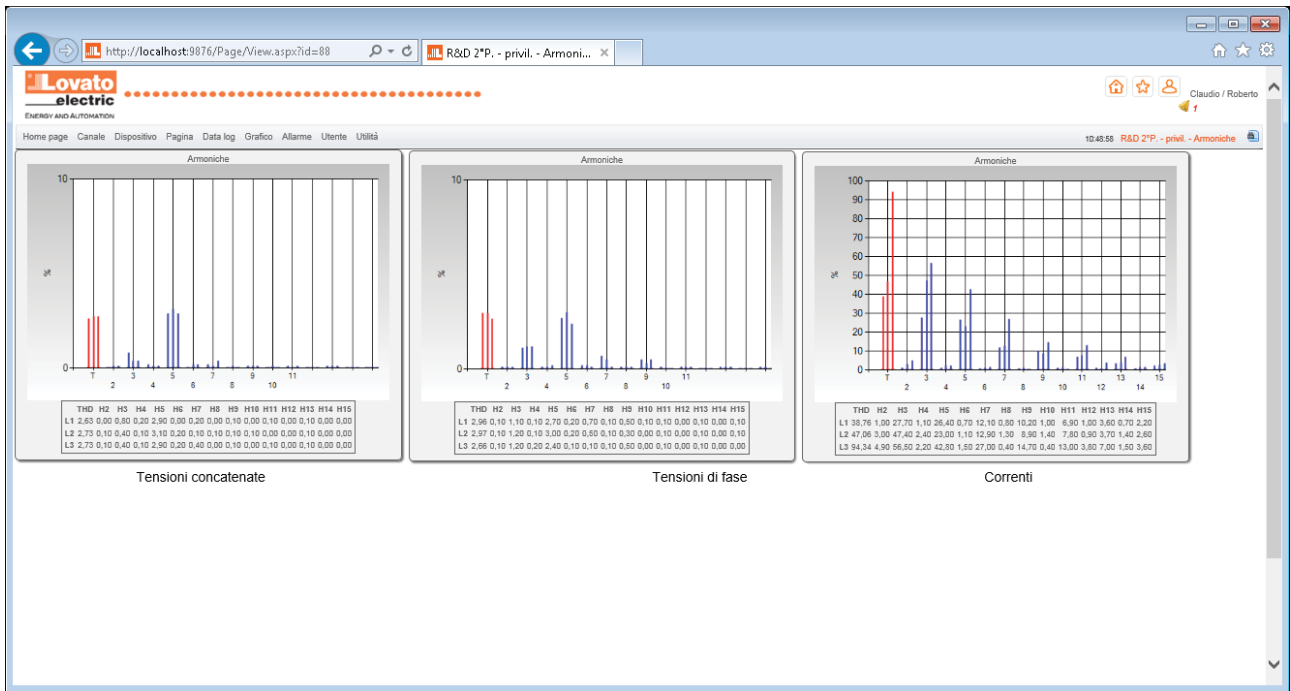 http://localhost:9876/Page/View.aspx?id=88
R&D 2°P. - privil. - Armoni...
Lovato
electric
ENERGY AND AUTOMATION
Claudio / Roberto
1
Home page Canale Dispositivo Pagina Data log Grafico Allarme Utente Utilità
10:48:58 R&D 2°P. - privil. - Armoniche
Armoniche
10
%
0
T 3 5 7 9 11
2 4 6 8 10
THD H2 H3 H4 H5 H6 H7 H8 H9 H10 H11 H12 H13 H14 H15
L1 2,63 0,00 0,80 0,20 2,90 0,00 0,20 0,00 0,10 0,00 0,10 0,00 0,10 0,00 0,00
L2 2,73 0,10 0,40 0,10 3,10 0,20 0,10 0,10 0,10 0,10 0,00 0,10 0,00 0,10 0,00 0,00
L3 2,73 0,10 0,40 0,10 2,90 0,20 0,40 0,00 0,10 0,00 0,10 0,00 0,10 0,00 0,00
Tensioni concatenate
Armoniche
10
%
0
T 3 5 7 9 11
2 4 6 8 10
THD H2 H3 H4 H5 H6 H7 H8 H9 H10 H11 H12 H13 H14 H15
L1 2,96 0,10 1,10 0,10 2,70 0,20 0,70 0,10 0,50 0,10 0,10 0,00 0,10 0,00 0,10
L2 2,97 0,10 1,20 0,10 3,00 0,20 0,50 0,10 0,30 0,00 0,10 0,00 0,10 0,00 0,10
L3 2,66 0,10 1,20 0,20 2,40 0,10 0,10 0,10 0,50 0,00 0,10 0,00 0,10 0,00 0,00
Tensioni di fase
Armoniche
100
90
80
70
60
%
50
40
30
20
10
0
T 3 5 7 9 11 13 15
2 4 6 8 10 12 14
THD H2 H3 H4 H5 H6 H7 H8 H9 H10 H11 H12 H13 H14 H15
L1 38,76 1,00 27,70 1,10 26,40 0,70 12,10 0,80 10,20 1,00 6,90 1,00 3,60 0,70 2,20
L2 47,06 3,00 47,40 2,40 23,00 1,10 12,90 1,30 8,90 1,40 7,80 0,90 3,70 1,40 2,60
L3 94,34 4,90 56,50 2,20 42,80 1,50 27,00 0,40 14,70 0,40 13,00 3,80 7,00 1,50 3,60
Correnti